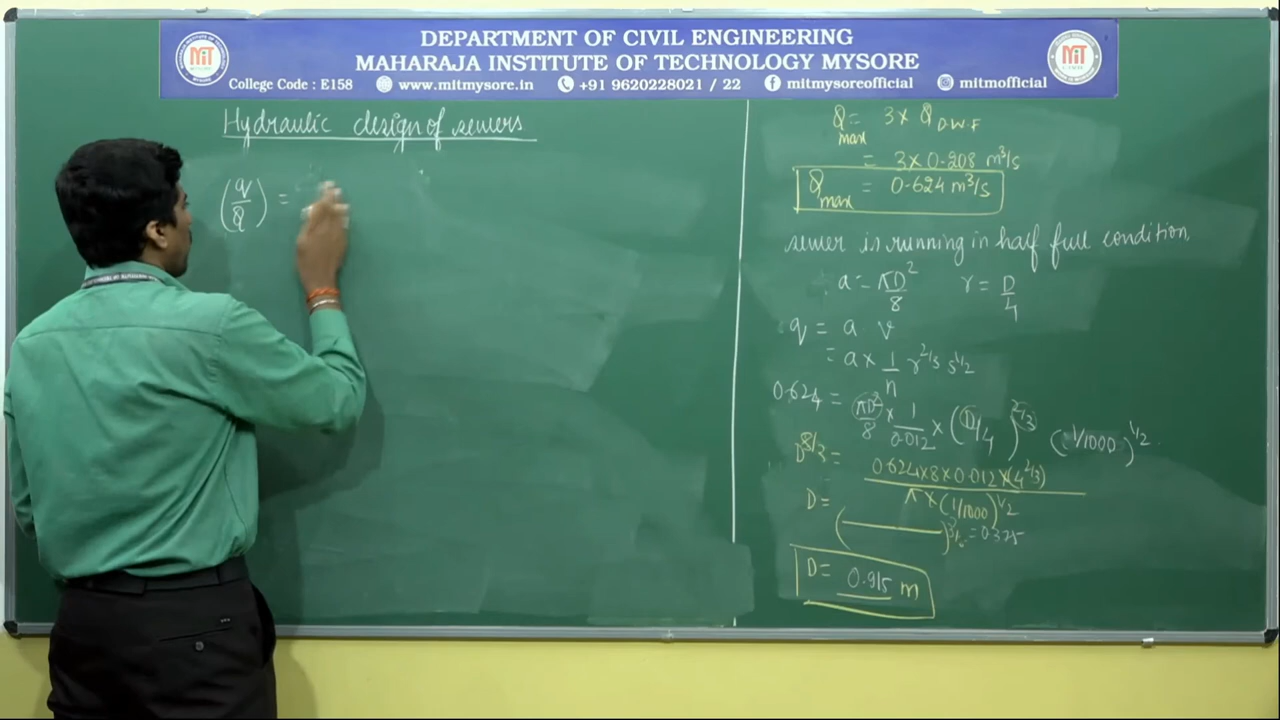 DEPARTMENT OF CIVIL ENGINEERING
MAHARAJA INSTITUTE OF TECHNOLOGY MYSORE
College Code : E158 www.mitmysore.in +91 9620228021 / 22 mitmysoreofficial mitmofficial
MIT
MIT
Hydraulic design of sewers
(q/Q) =
Q max = 3 × Q D.W.F
= 3 × 0.208 m³/s
Q max = 0.624 m³/s
sewer is running in half full condition,
a = πD²/8 r = D/4
q = a v
= a × 1/n r^2/3 s^1/2
0.624 = πD²/8 × 1/0.012 × (D/4)^2/3 (1/1000)^1/2
D^8/3 = 0.624×8×0.012×(4^2/3) / π×(1/1000)^1/2
D = ( )^3/8 = 0.375
D = 0.915 m